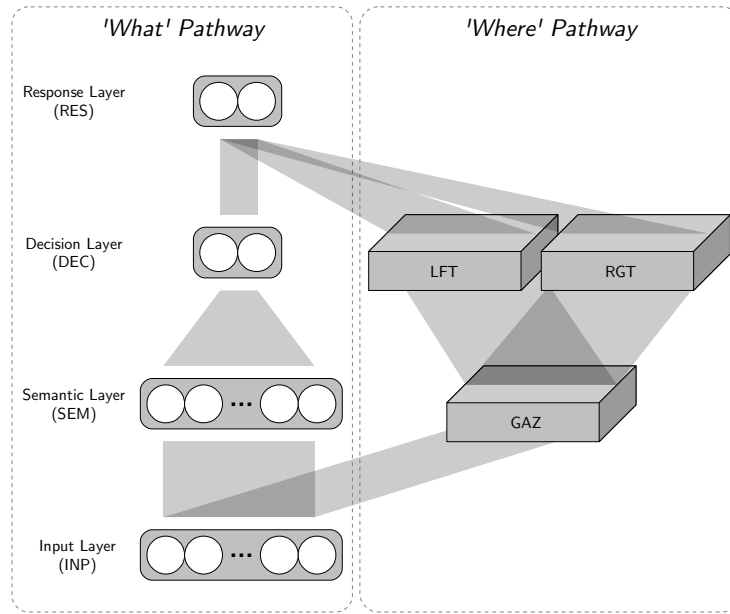 'What' Pathway
'Where' Pathway
Response Layer
(RES)
Decision Layer
(DEC)
LFT
RGT
Semantic Layer
(SEM)
...
...
GAZ
Input Layer
(INP)